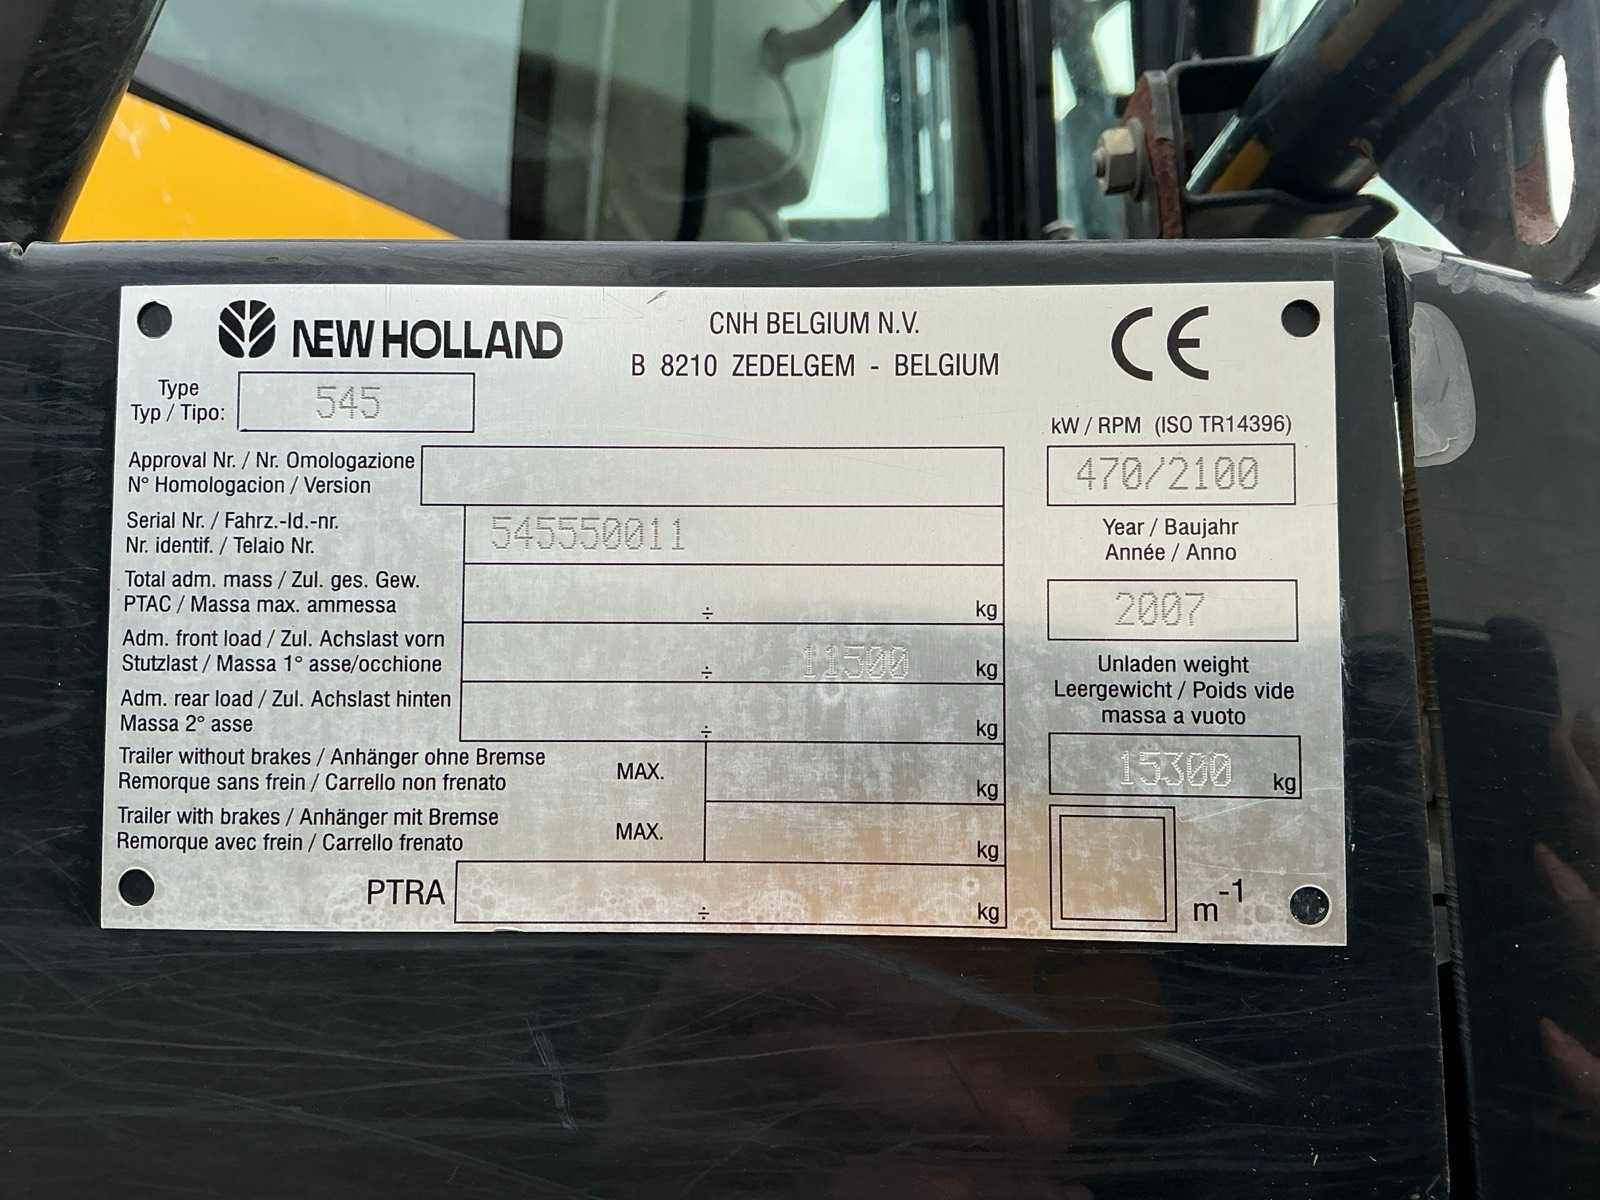 NEW HOLLAND
CNH BELGIUM N.V.
B 8210 ZEDELGEM - BELGIUM
CE
Type
Typ / Tipo:
545
kW / RPM (ISO TR14396)
470/2100
Approval Nr. / Nr. Omologazione
N° Homologacion / Version
Serial Nr. / Fahrz.-Id.-nr.
Nr. identif. / Telaio Nr.
545550011
Year / Baujahr
Année / Anno
2007
Total adm. mass / Zul. ges. Gew.
PTAC / Massa max. ammessa
÷ kg
Adm. front load / Zul. Achslast vorn
Stutzlast / Massa 1° asse/occhione
÷ 11500 kg
Unladen weight
Leergewicht / Poids vide
massa a vuoto
15300 kg
Adm. rear load / Zul. Achslast hinten
Massa 2° asse
÷ kg
Trailer without brakes / Anhänger ohne Bremse
Remorque sans frein / Carrello non frenato
MAX.
kg
Trailer with brakes / Anhänger mit Bremse
Remorque avec frein / Carrello frenato
MAX.
kg
PTRA
÷ kg
m-1